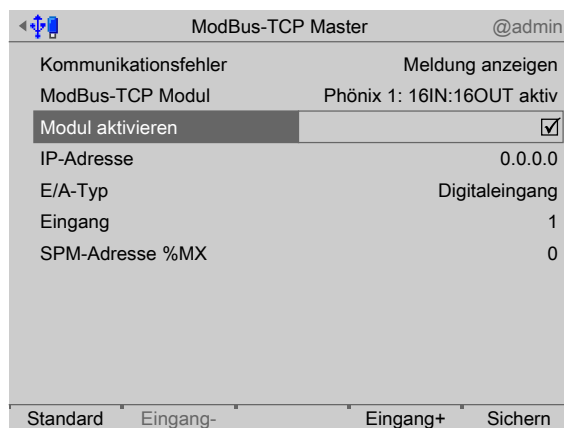 ModBus-TCP Master @admin
Kommunikationsfehler Meldung anzeigen
ModBus-TCP Modul Phönix 1: 16IN:16OUT aktiv
Modul aktivieren
IP-Adresse 0.0.0.0
E/A-Typ Digitaleingang
Eingang 1
SPM-Adresse %MX 0
Standard Eingang- Eingang+ Sichern